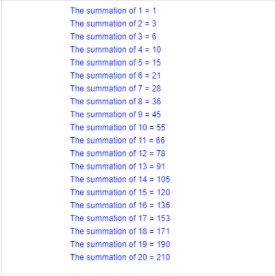 The summation of 1 = 1
The summation of 2 = 3
The summation of 3 = 6
The summation of 4 = 10
The summation of 5 = 15
The summation of 6 = 21
The summation of 7 = 28
The summation of 8 = 36
The summation of 9 = 45
The summation of 10 = 55
The summation of 11 = 66
The summation of 12 = 78
The summation of 13 = 91
The summation of 14 = 105
The summation of 15 = 120
The summation of 16 = 136
The summation of 17 = 153
The summation of 18 = 171
The summation of 19 = 190
The summation of 20 = 210